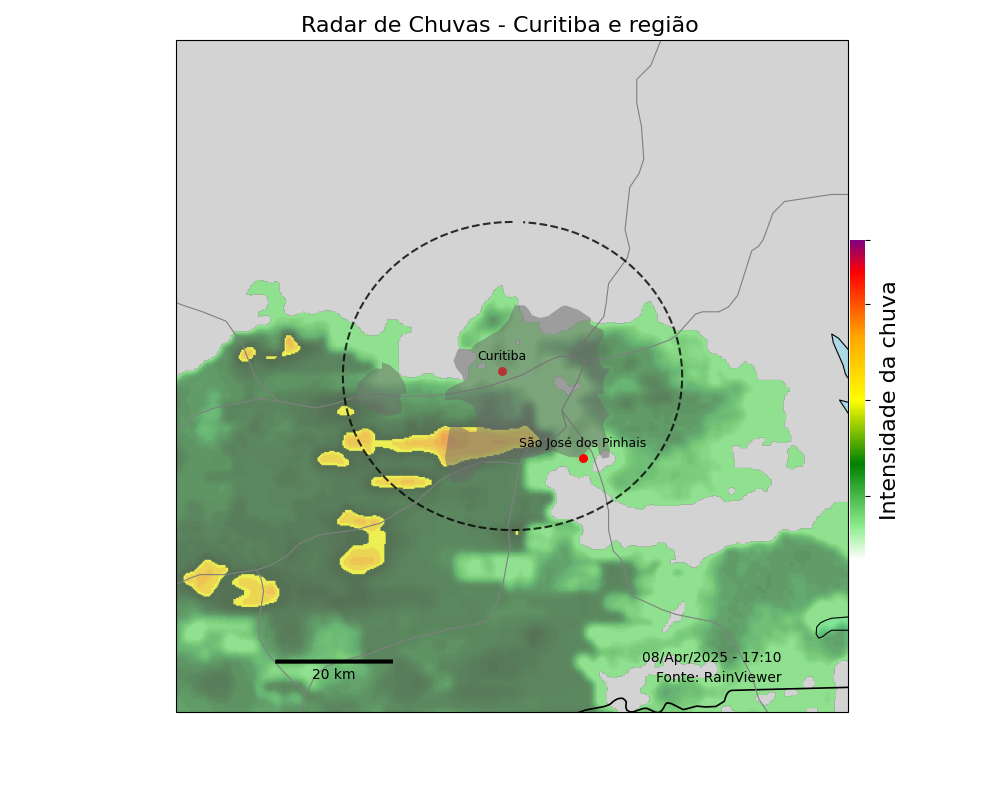 Radar de Chuvas - Curitiba e região
Curitiba
São José dos Pinhais
Intensidade da chuva
08/Apr/2025 - 17:10
Fonte: RainViewer
20 km